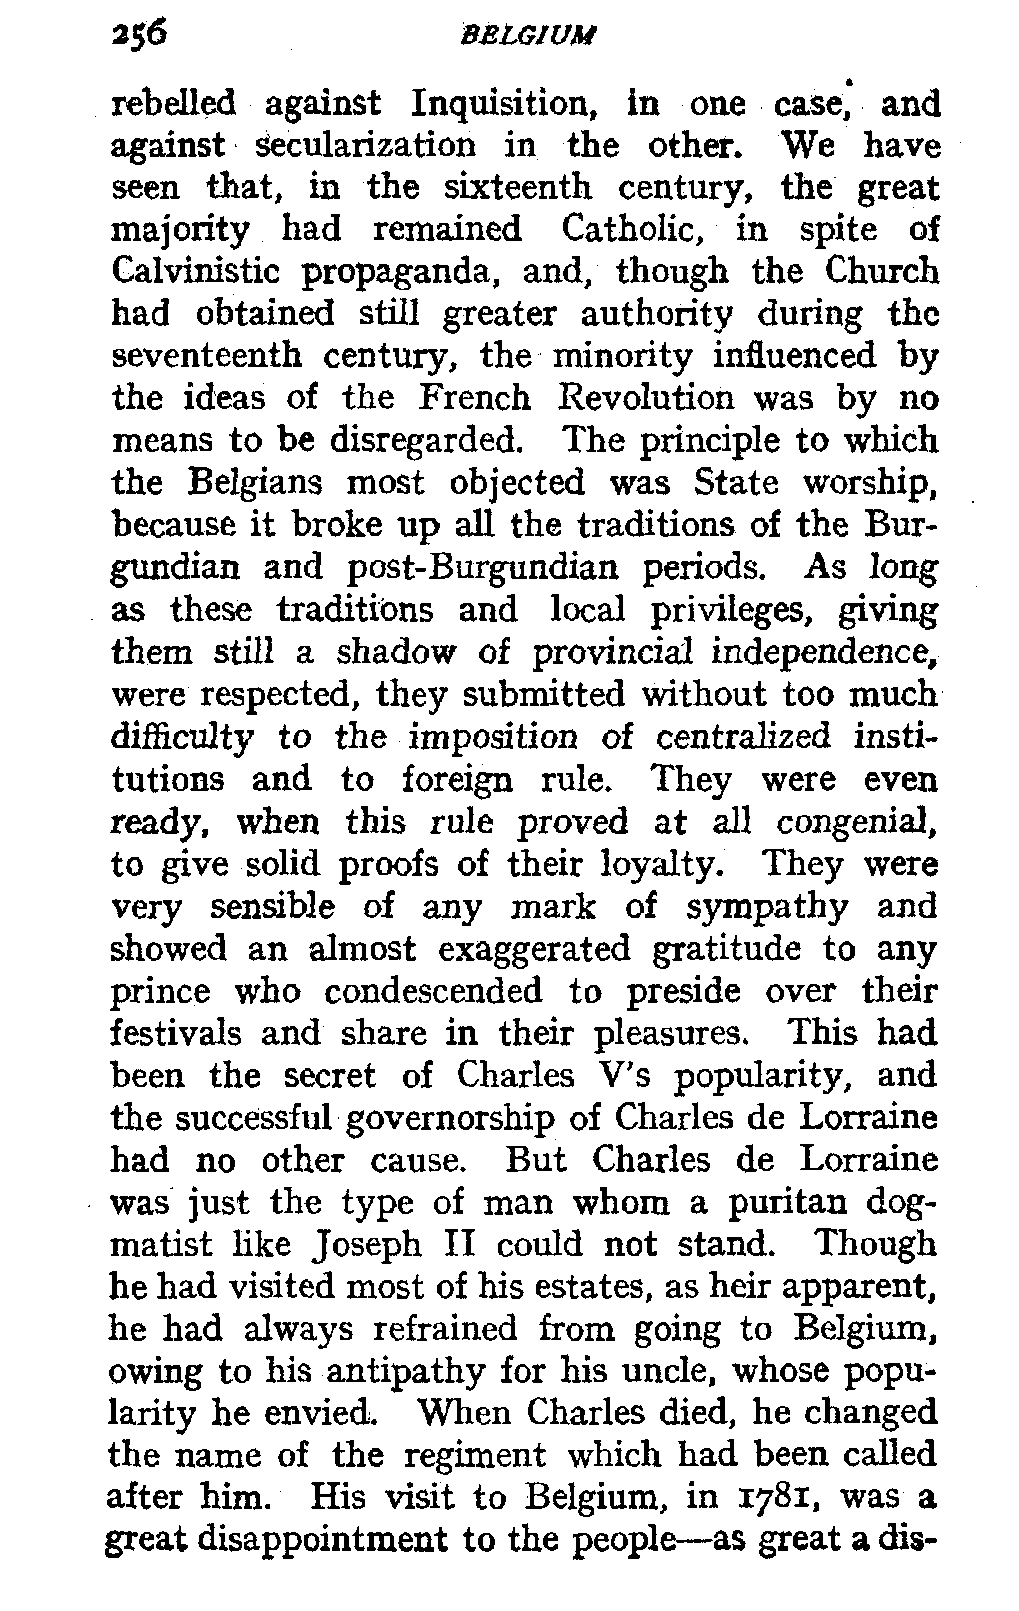 256 BELGIUM
rebelled against Inquisition, in one case, and
against secularization in the other. We have
seen that, in the sixteenth century, the great
majority had remained Catholic, in spite of
Calvinistic propaganda, and, though the Church
had obtained still greater authority during the
seventeenth century, the minority influenced by
the ideas of the French Revolution was by no
means to be disregarded. The principle to which
the Belgians most objected was State worship,
because it broke up all the traditions of the Bur-
gundian and post-Burgundian periods. As long
as these traditions and local privileges, giving
them still a shadow of provincial independence,
were respected, they submitted without too much
difficulty to the imposition of centralized insti-
tutions and to foreign rule. They were even
ready, when this rule proved at all congenial,
to give solid proofs of their loyalty. They were
very sensible of any mark of sympathy and
showed an almost exaggerated gratitude to any
prince who condescended to preside over their
festivals and share in their pleasures. This had
been the secret of Charles V's popularity, and
the successful governorship of Charles de Lorraine
had no other cause. But Charles de Lorraine
was just the type of man whom a puritan dog-
matist like Joseph II could not stand. Though
he had visited most of his estates, as heir apparent,
he had always refrained from going to Belgium,
owing to his antipathy for his uncle, whose popu-
larity he envied. When Charles died, he changed
the name of the regiment which had been called
after him. His visit to Belgium, in 1781, was a
great disappointment to the people—as great a dis-